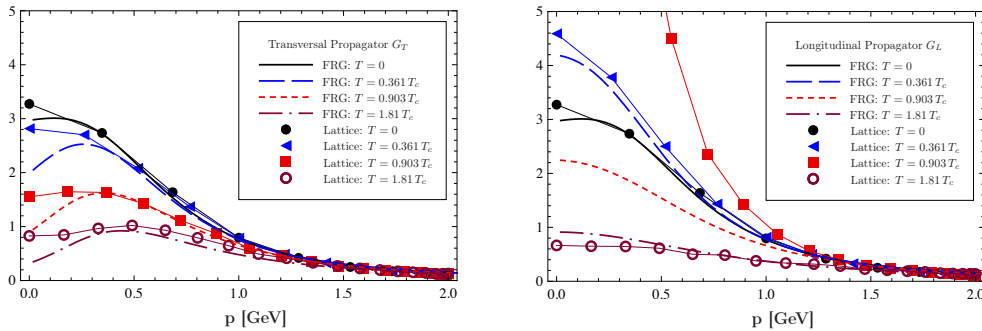 5
4
3
2
1
0
0.0
0.5
1.0
1.5
2.0
p [GeV]
Transversal Propagator G_T
FRG: T = 0
FRG: T = 0.361 T_c
FRG: T = 0.903 T_c
FRG: T = 1.81 T_c
Lattice: T = 0
Lattice: T = 0.361 T_c
Lattice: T = 0.903 T_c
Lattice: T = 1.81 T_c
5
4
3
2
1
0
0.0
0.5
1.0
1.5
2.0
p [GeV]
Longitudinal Propagator G_L
FRG: T = 0
FRG: T = 0.361 T_c
FRG: T = 0.903 T_c
FRG: T = 1.81 T_c
Lattice: T = 0
Lattice: T = 0.361 T_c
Lattice: T = 0.903 T_c
Lattice: T = 1.81 T_c